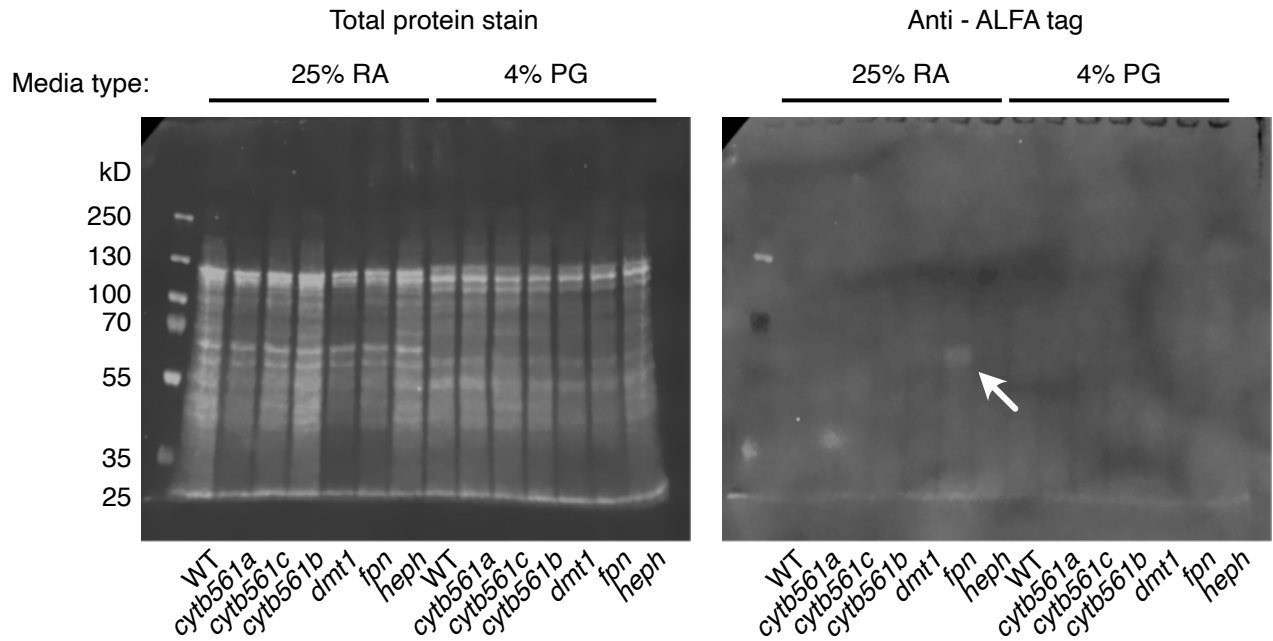 Total protein stain
Anti - ALFA tag
Media type:
25% RA
4% PG
25% RA
4% PG
kD
250
130
100
70
55
35
25
WT
cytb561a
cytb561c
cytb561b
dmt1
fpn
heph
WT
cytb561a
cytb561c
cytb561b
dmt1
fpn
heph
WT
cytb561a
cytb561c
cytb561b
dmt1
fpn
heph
WT
cytb561a
cytb561c
cytb561b
dmt1
fpn
heph